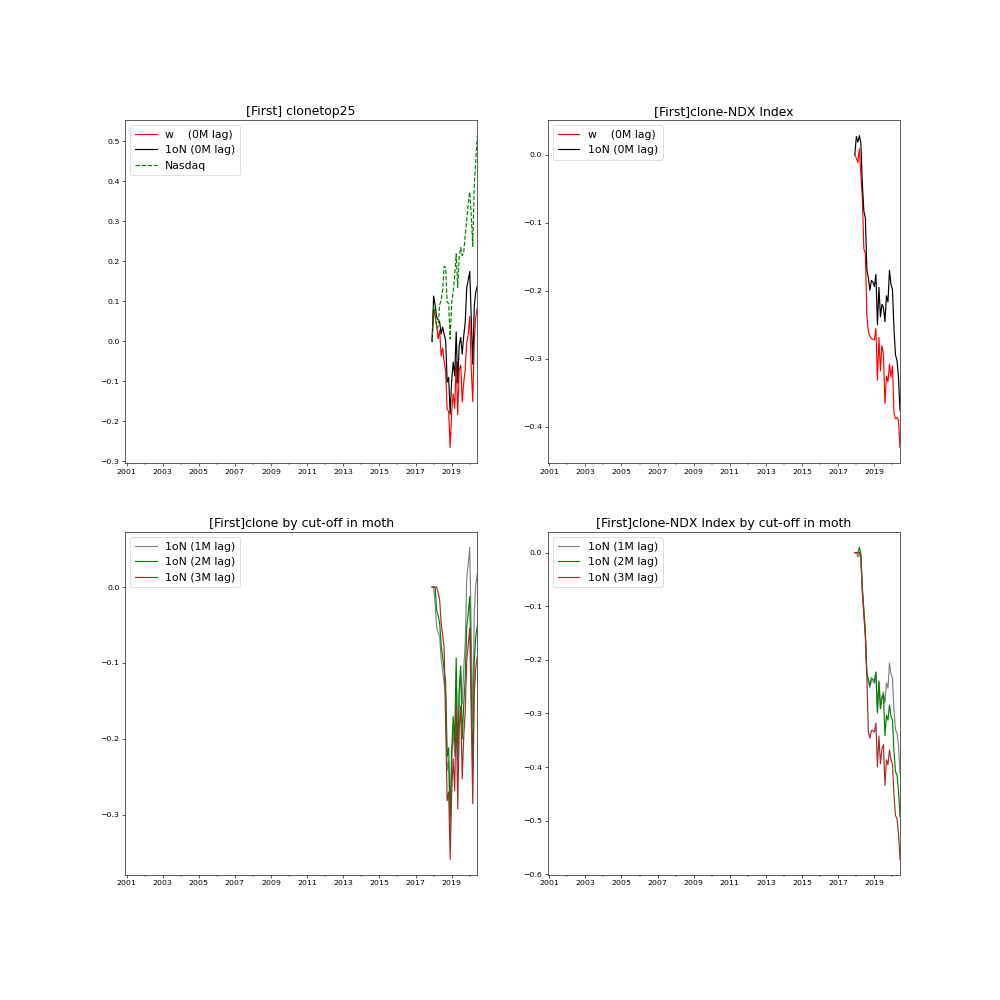 [First] clonetop25
w (0M lag)
1oN (0M lag)
Nasdaq
0.5
0.4
0.3
0.2
0.1
0.0
−0.1
−0.2
−0.3
2001 2003 2005 2007 2009 2011 2013 2015 2017 2019
[First]clone-NDX Index
w (0M lag)
1oN (0M lag)
0.0
−0.1
−0.2
−0.3
−0.4
2001 2003 2005 2007 2009 2011 2013 2015 2017 2019
[First]clone by cut-off in moth
1oN (1M lag)
1oN (2M lag)
1oN (3M lag)
0.0
−0.1
−0.2
−0.3
2001 2003 2005 2007 2009 2011 2013 2015 2017 2019
[First]clone-NDX Index by cut-off in moth
1oN (1M lag)
1oN (2M lag)
1oN (3M lag)
0.0
−0.1
−0.2
−0.3
−0.4
−0.5
−0.6
2001 2003 2005 2007 2009 2011 2013 2015 2017 2019